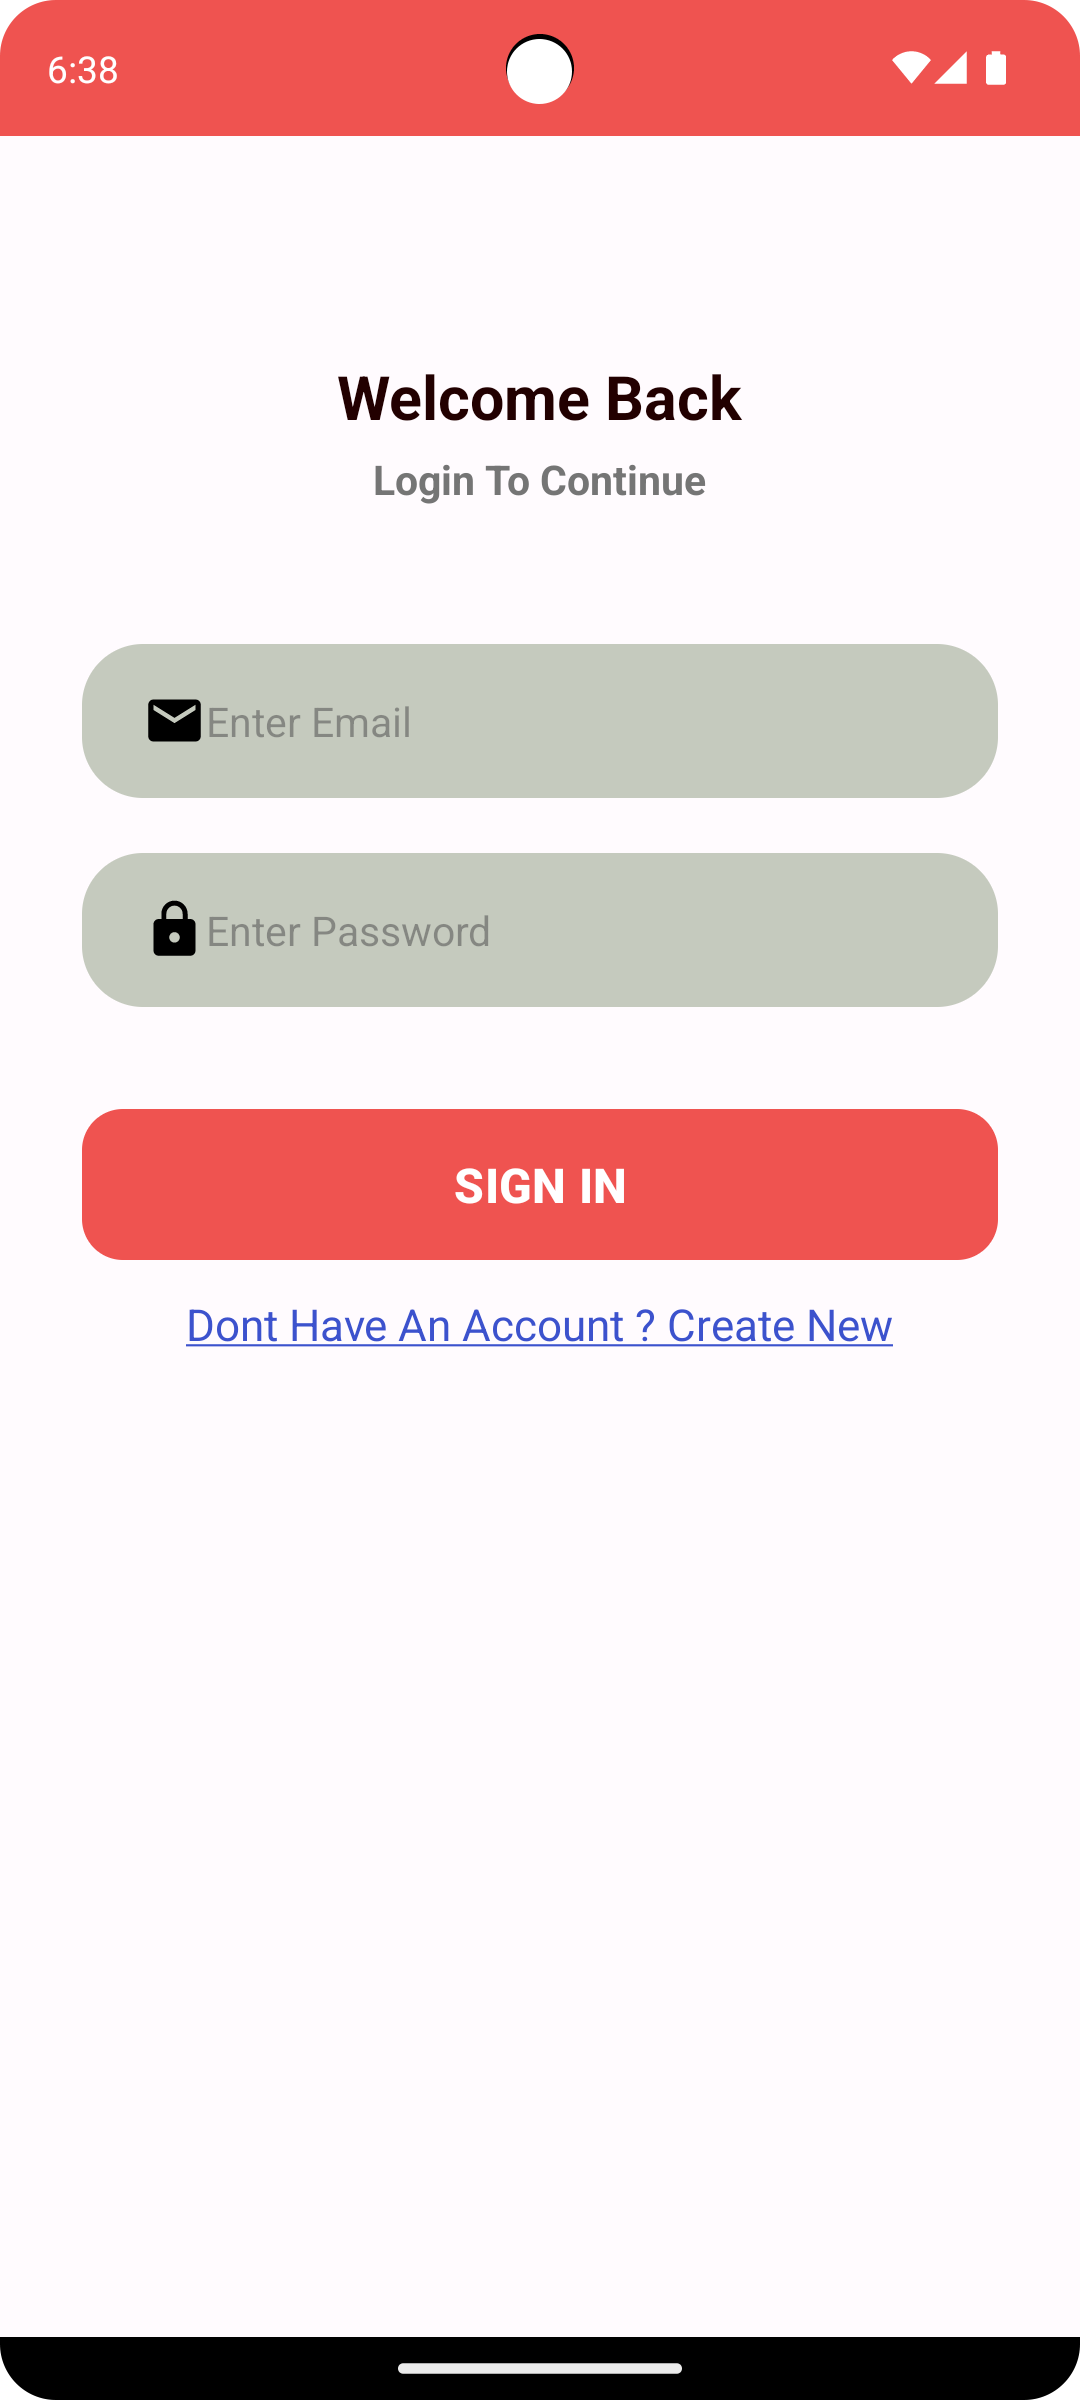 6:38
Welcome Back
Login To Continue
Enter Email
Enter Password
SIGN IN
Dont Have An Account ? Create New